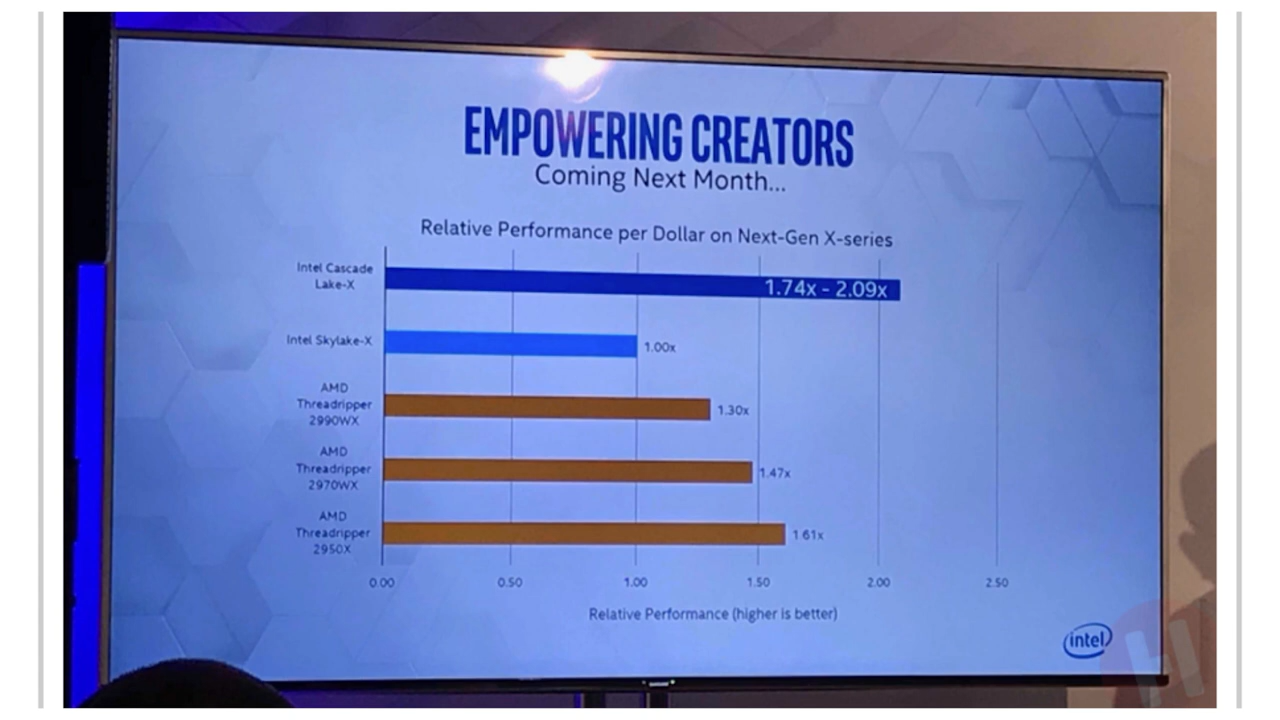 EMPOWERING CREATORS
Coming Next Month...
Relative Performance per Dollar on Next-Gen X-series
Intel Cascade
Lake-X
1.74x - 2.09x
Intel Skylake-X
1.00x
AMD
Threadripper
2990WX
1.30x
AMD
Threadripper
2970WX
1.47x
AMD
Threadripper
2950X
1.61x
0.00 0.50 1.00 1.50 2.00 2.50
Relative Performance (higher is better)
intel
H